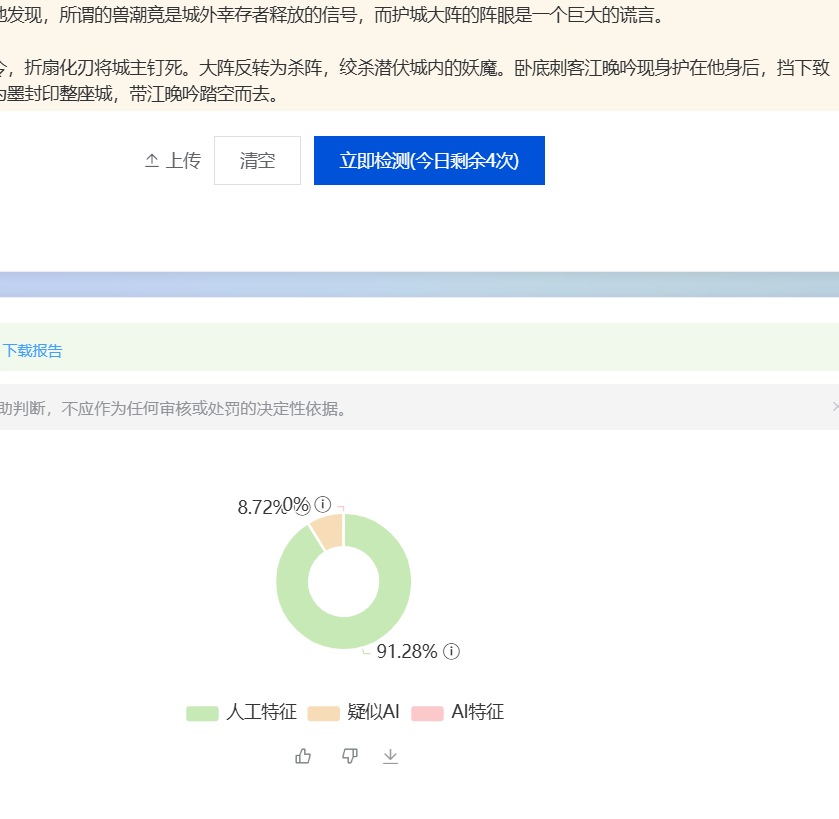 他发现，所谓的兽潮竟是城外幸存者释放的信号，而护城大阵的阵眼是一个巨大的谎言。
令，折扇化刃将城主钉死。大阵反转为杀阵，绞杀潜伏城内的妖魔。卧底刺客江晚吟现身护在他身后，挡下致
为墨封印整座城，带江晚吟踏空而去。
上传
清空
立即检测(今日剩余4次)
下载报告
助判断，不应作为任何审核或处罚的决定性依据。
8.72%
0%
91.28%
人工特征
疑似AI
AI特征